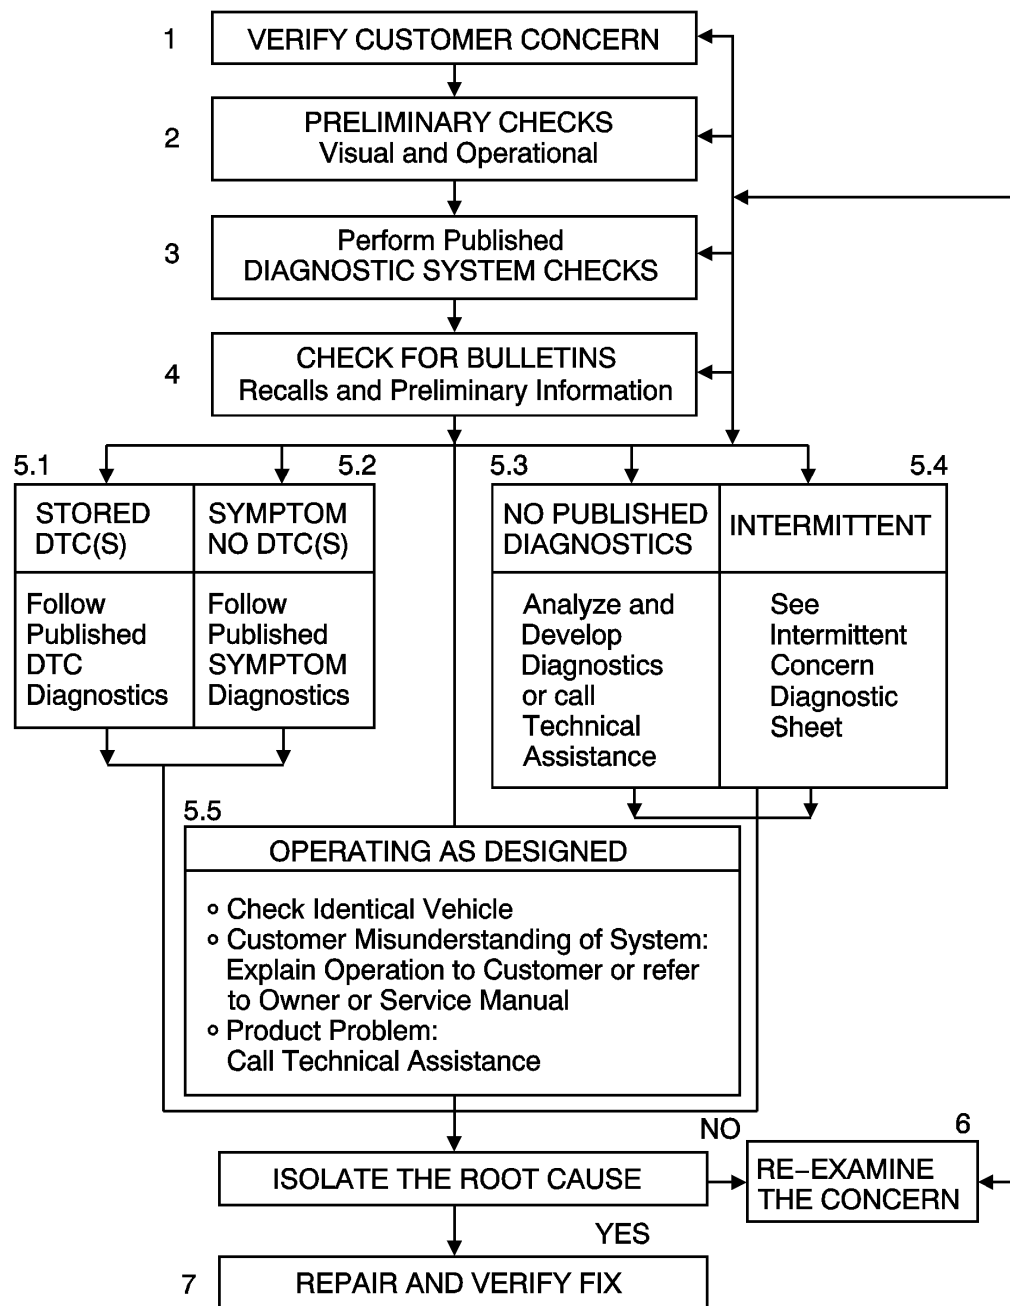 1
VERIFY CUSTOMER CONCERN
2
PRELIMINARY CHECKS
Visual and Operational
3
Perform Published
DIAGNOSTIC SYSTEM CHECKS
4
CHECK FOR BULLETINS
Recalls and Preliminary Information
5.1
STORED
DTC(S)
Follow
Published
DTC
Diagnostics
5.2
SYMPTOM
NO DTC(S)
Follow
Published
SYMPTOM
Diagnostics
5.3
NO PUBLISHED
DIAGNOSTICS
Analyze and
Develop
Diagnostics
or call
Technical
Assistance
5.4
INTERMITTENT
See
Intermittent
Concern
Diagnostic
Sheet
5.5
OPERATING AS DESIGNED
Check Identical Vehicle
Customer Misunderstanding of System:
Explain Operation to Customer or refer
to Owner or Service Manual
Product Problem:
Call Technical Assistance
ISOLATE THE ROOT CAUSE
NO
6
RE-EXAMINE
THE CONCERN
YES
7
REPAIR AND VERIFY FIX